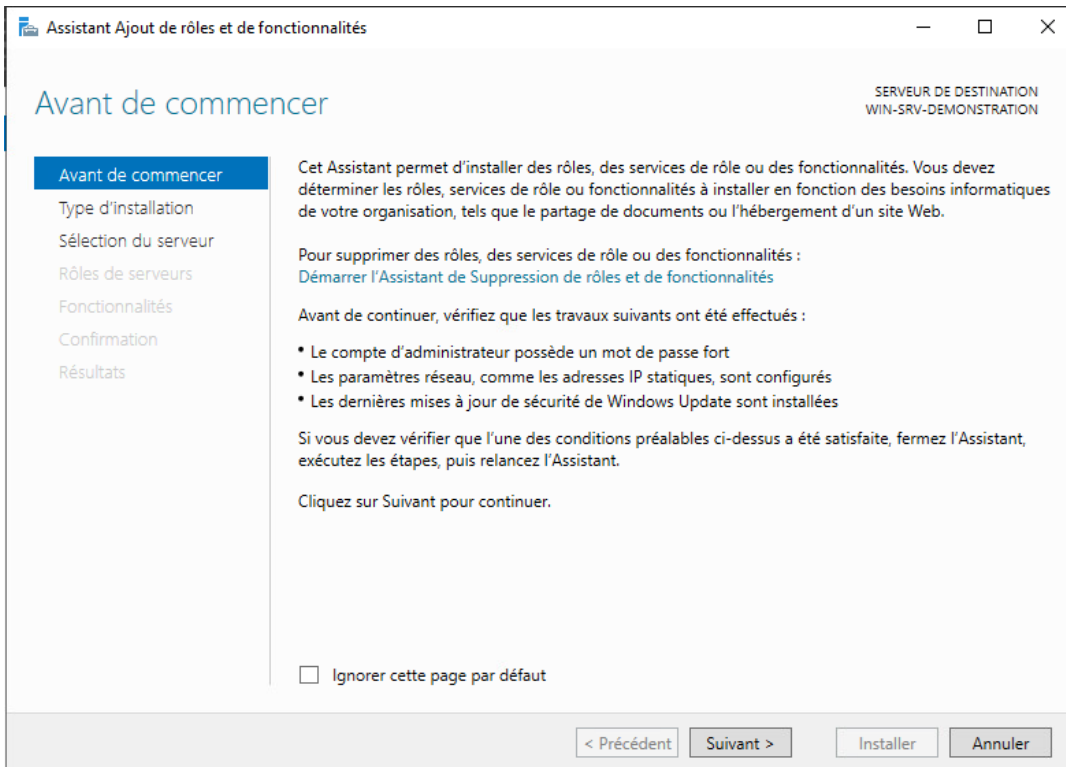 Assistant Ajout de rôles et de fonctionnalités
Avant de commencer
SERVEUR DE DESTINATION
WIN-SRV-DEMONSTRATION
Avant de commencer
Type d'installation
Sélection du serveur
Rôles de serveurs
Fonctionnalités
Confirmation
Résultats
Cet Assistant permet d'installer des rôles, des services de rôle ou des fonctionnalités. Vous devez
déterminer les rôles, services de rôle ou fonctionnalités à installer en fonction des besoins informatiques
de votre organisation, tels que le partage de documents ou l'hébergement d'un site Web.
Pour supprimer des rôles, des services de rôle ou des fonctionnalités :
Démarrer l'Assistant de Suppression de rôles et de fonctionnalités
Avant de continuer, vérifiez que les travaux suivants ont été effectués :
• Le compte d'administrateur possède un mot de passe fort
• Les paramètres réseau, comme les adresses IP statiques, sont configurés
• Les dernières mises à jour de sécurité de Windows Update sont installées
Si vous devez vérifier que l'une des conditions préalables ci-dessus a été satisfaite, fermez l'Assistant,
exécutez les étapes, puis relancez l'Assistant.
Cliquez sur Suivant pour continuer.
Ignorer cette page par défaut
< Précédent Suivant > Installer Annuler